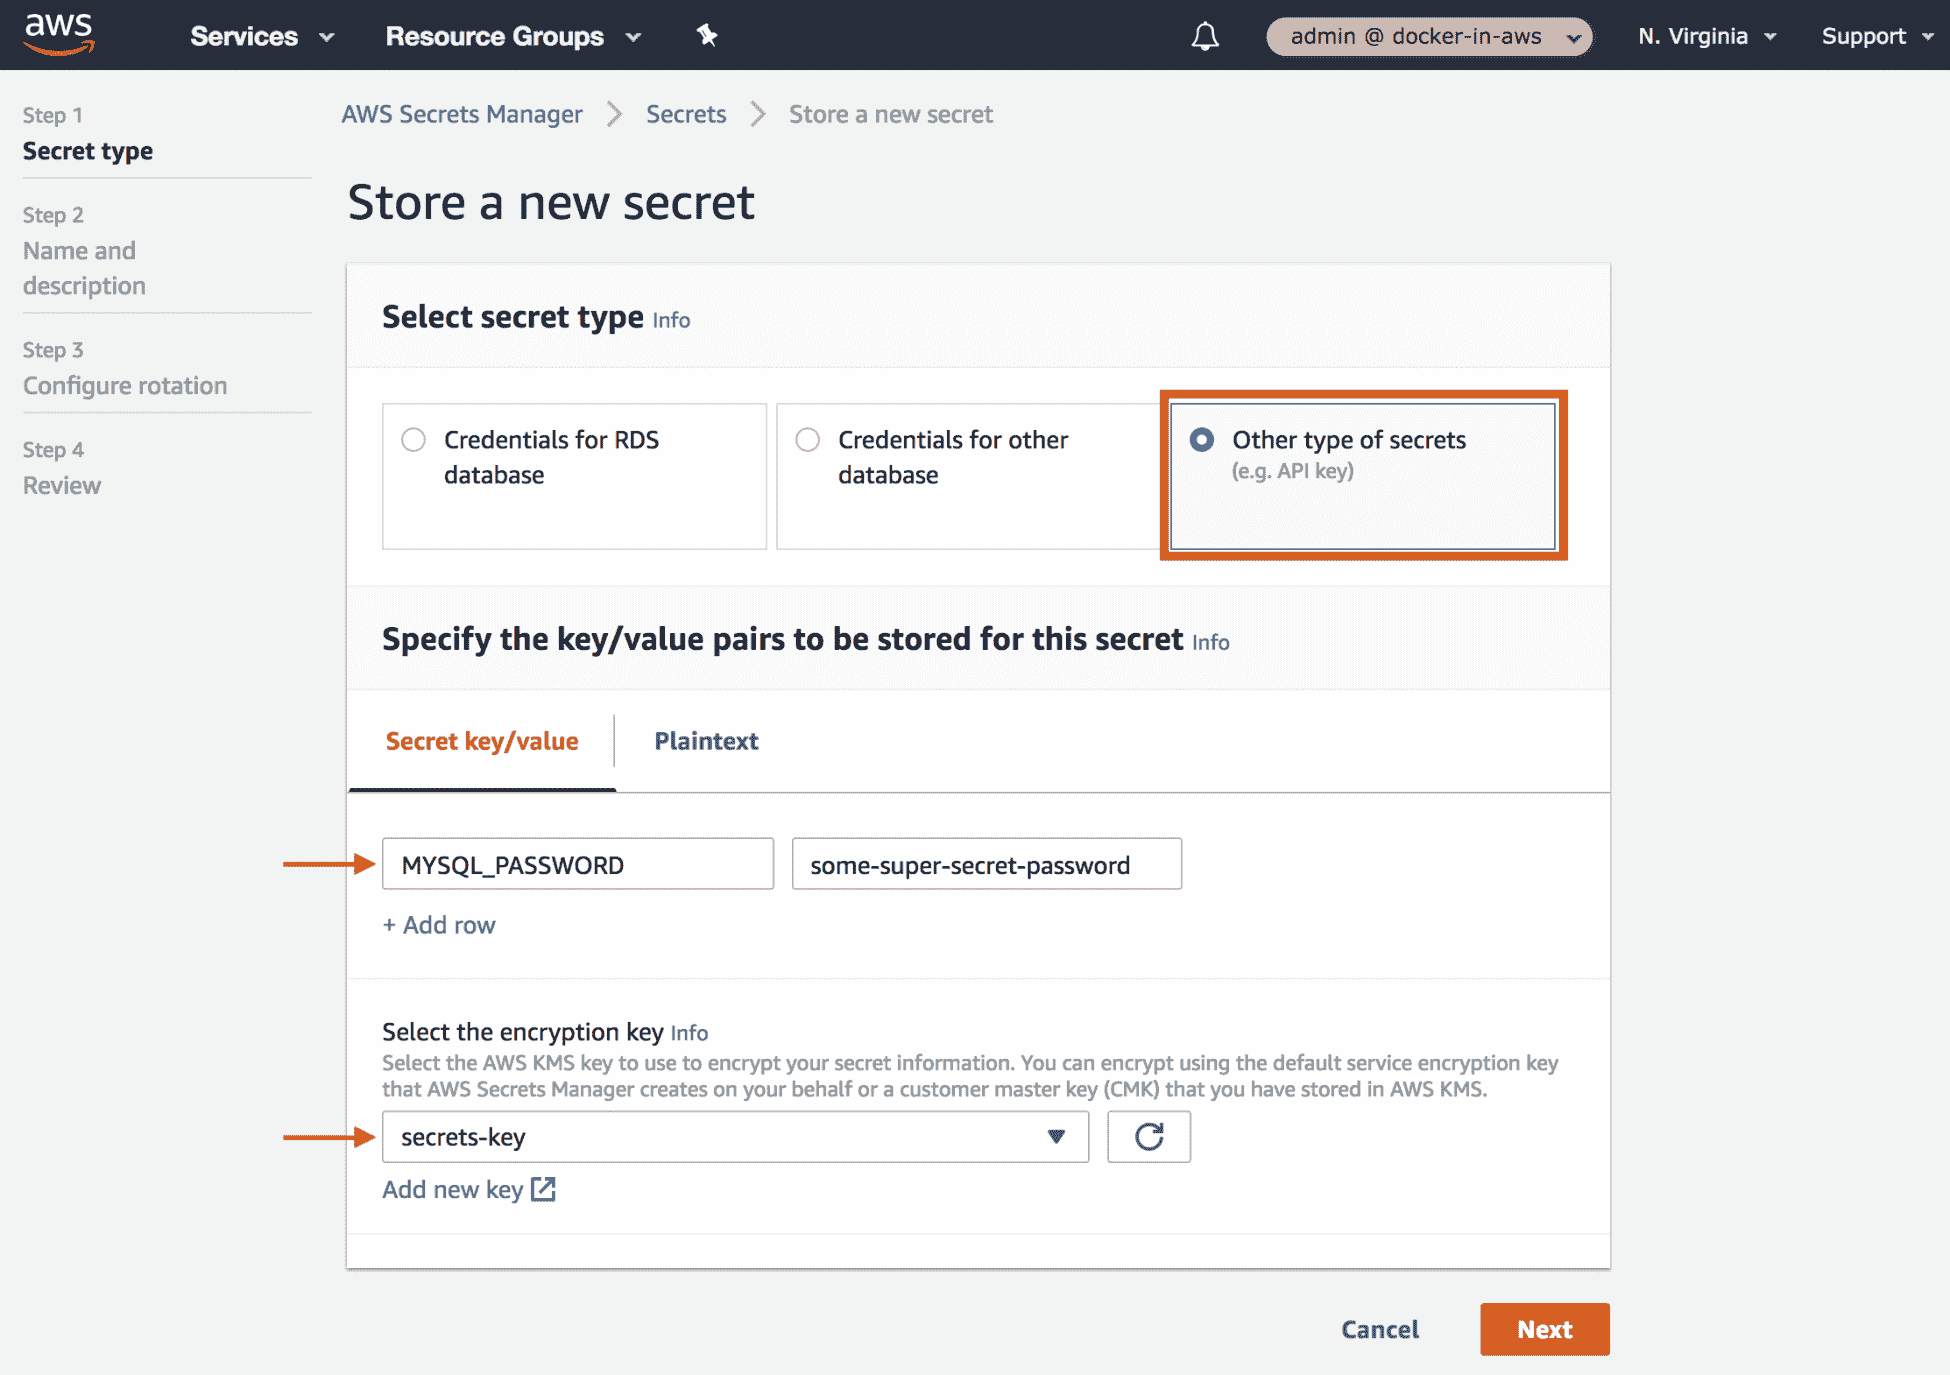 aws Services Resource Groups admin @ docker-in-aws N. Virginia Support
Step 1
Secret type
Step 2
Name and
description
Step 3
Configure rotation
Step 4
Review
AWS Secrets Manager Secrets Store a new secret
Store a new secret
Select secret type Info
Credentials for RDS
database
Credentials for other
database
Other type of secrets
(e.g. API key)
Specify the key/value pairs to be stored for this secret Info
Secret key/value Plaintext
MYSQL_PASSWORD some-super-secret-password
+ Add row
Select the encryption key Info
Select the AWS KMS key to use to encrypt your secret information. You can encrypt using the default service encryption key
that AWS Secrets Manager creates on your behalf or a customer master key (CMK) that you have stored in AWS KMS.
secrets-key
Add new key
Cancel Next